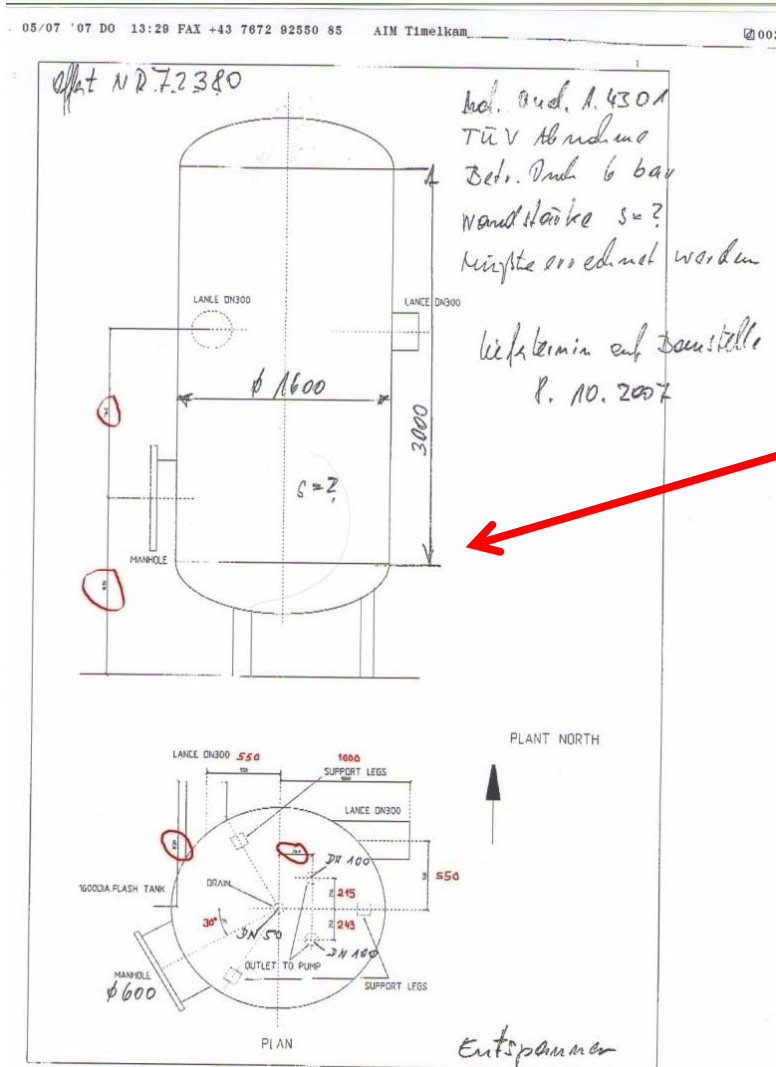 05/07 '07 DO 13:29 FAX +43 7672 92550 85 AIM Timelkam 002
NR. 72380
1.4301
TÜV Abnahme
Betr. Druck 6 bar
Wandstärke s=?
Müßte errechnet werden
Liefertermin auf Baustelle
8. 10. 2007
LANCE DN300
LANCE DN300
ϕ 1600
3000
s=?
MANHOLE
PLANT NORTH
LANCE DN300 550 1000
SUPPORT LEGS
LANCE DN300
DN 100
550
1600DIA.FLASH TANK
DRAIN
215
30°
DN 50
243
DN 100
OUTLET TO PUMP
MANHOLE
ϕ600
SUPPORT LEGS
PLAN
Entspanner